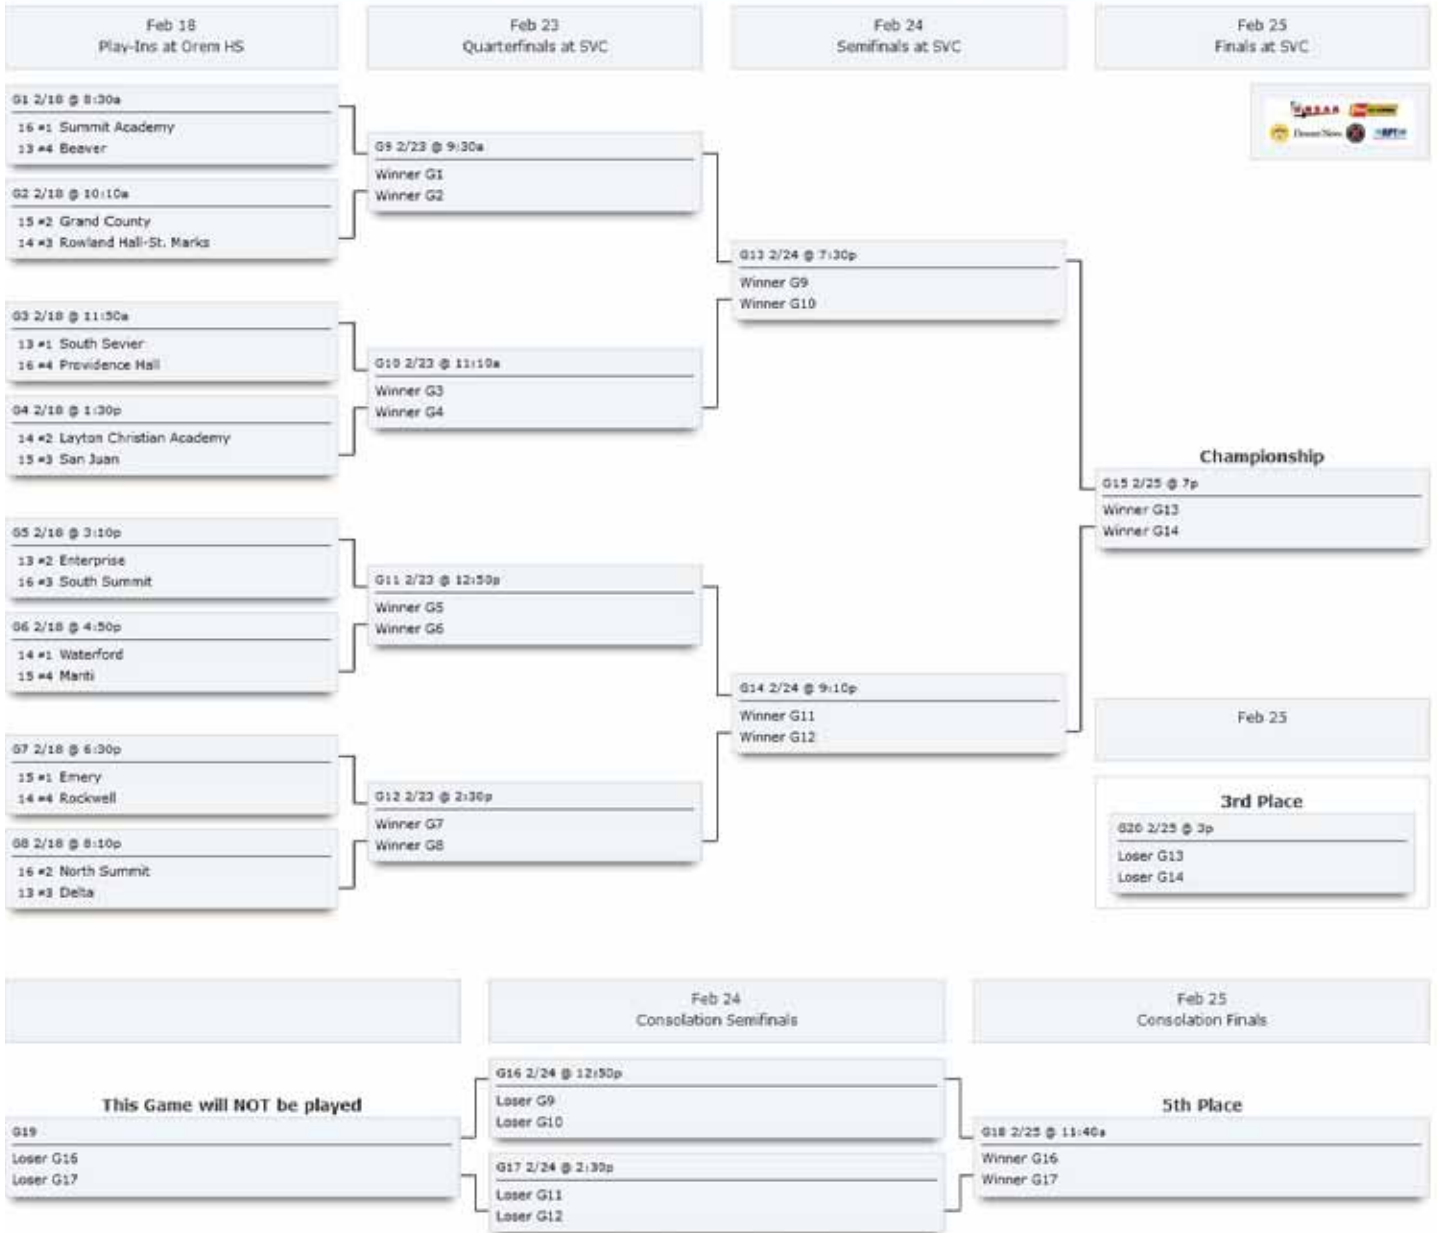 Feb 18
Play-Ins at Orem HS
Feb 23
Quarterfinals at SVC
Feb 24
Semifinals at SVC
Feb 25
Finals at SVC
G1 2/18 @ 8:30a
16 #1 Summit Academy
13 #4 Beaver
G2 2/18 @ 10:10a
15 #2 Grand County
14 #3 Rowland Hall-St. Marks
G3 2/18 @ 11:50a
13 #1 South Sevier
16 #4 Providence Hall
G4 2/18 @ 1:30p
14 #2 Layton Christian Academy
15 #3 San Juan
G5 2/18 @ 3:10p
13 #2 Enterprise
16 #3 South Summit
G6 2/18 @ 4:50p
14 #1 Waterford
15 #4 Manti
G7 2/18 @ 6:30p
15 #1 Emery
14 #4 Rockwell
G8 2/18 @ 8:10p
16 #2 North Summit
13 #3 Delta
G9 2/23 @ 9:30a
Winner G1
Winner G2
G10 2/23 @ 11:10a
Winner G3
Winner G4
G11 2/23 @ 12:50p
Winner G5
Winner G6
G12 2/23 @ 2:30p
Winner G7
Winner G8
G13 2/24 @ 7:30p
Winner G9
Winner G10
G14 2/24 @ 9:10p
Winner G11
Winner G12
Deseret News
Championship
G15 2/25 @ 7p
Winner G13
Winner G14
Feb 25
3rd Place
G20 2/25 @ 3p
Loser G13
Loser G14
Feb 24
Consolation Semifinals
Feb 25
Consolation Finals
This Game will NOT be played
G19
Loser G16
Loser G17
G16 2/24 @ 12:50p
Loser G9
Loser G10
G17 2/24 @ 2:30p
Loser G11
Loser G12
5th Place
G18 2/25 @ 11:40a
Winner G16
Winner G17